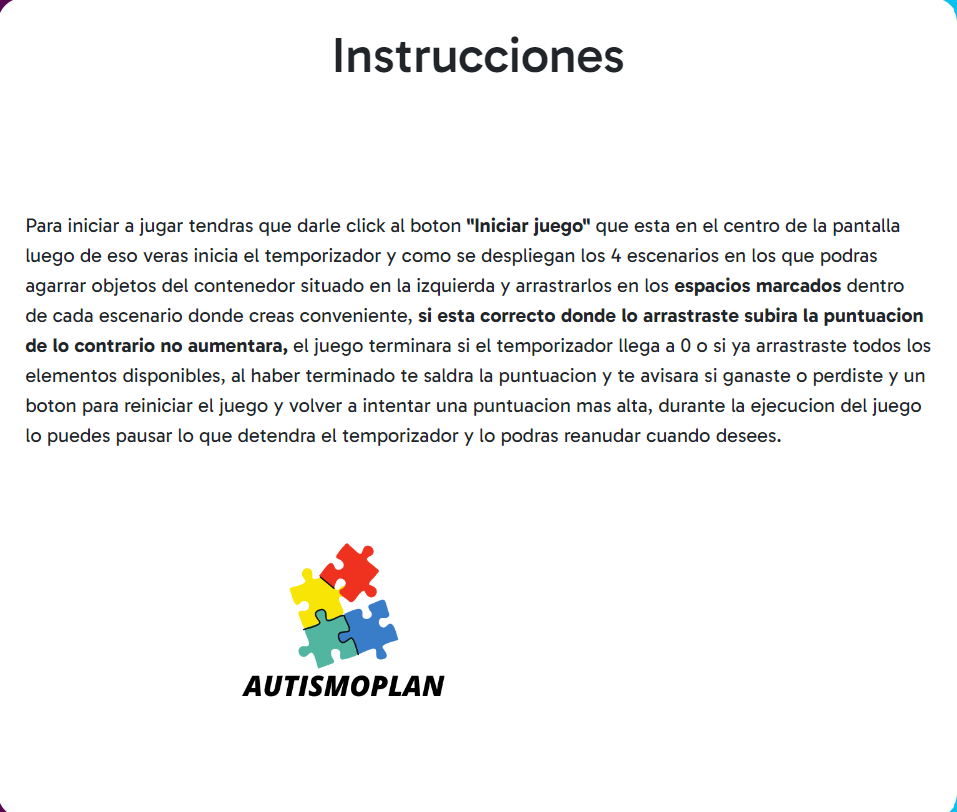 Instrucciones
Para iniciar a jugar tendras que darle click al boton "Iniciar juego" que esta en el centro de la pantalla
luego de eso veras inicia el temporizador y como se despliegan los 4 escenarios en los que podras
agarrar objetos del contenedor situado en la izquierda y arrastrarlos en los espacios marcados dentro
de cada escenario donde creas conveniente, si esta correcto donde lo arrastraste subira la puntuacion
de lo contrario no aumentara, el juego terminara si el temporizador llega a 0 o si ya arrastraste todos los
elementos disponibles, al haber terminado te saldra la puntuacion y te avisara si ganaste o perdiste y un
boton para reiniciar el juego y volver a intentar una puntuacion mas alta, durante la ejecucion del juego
lo puedes pausar lo que detendra el temporizador y lo podras reanudar cuando desees.
AUTISMOPLAN